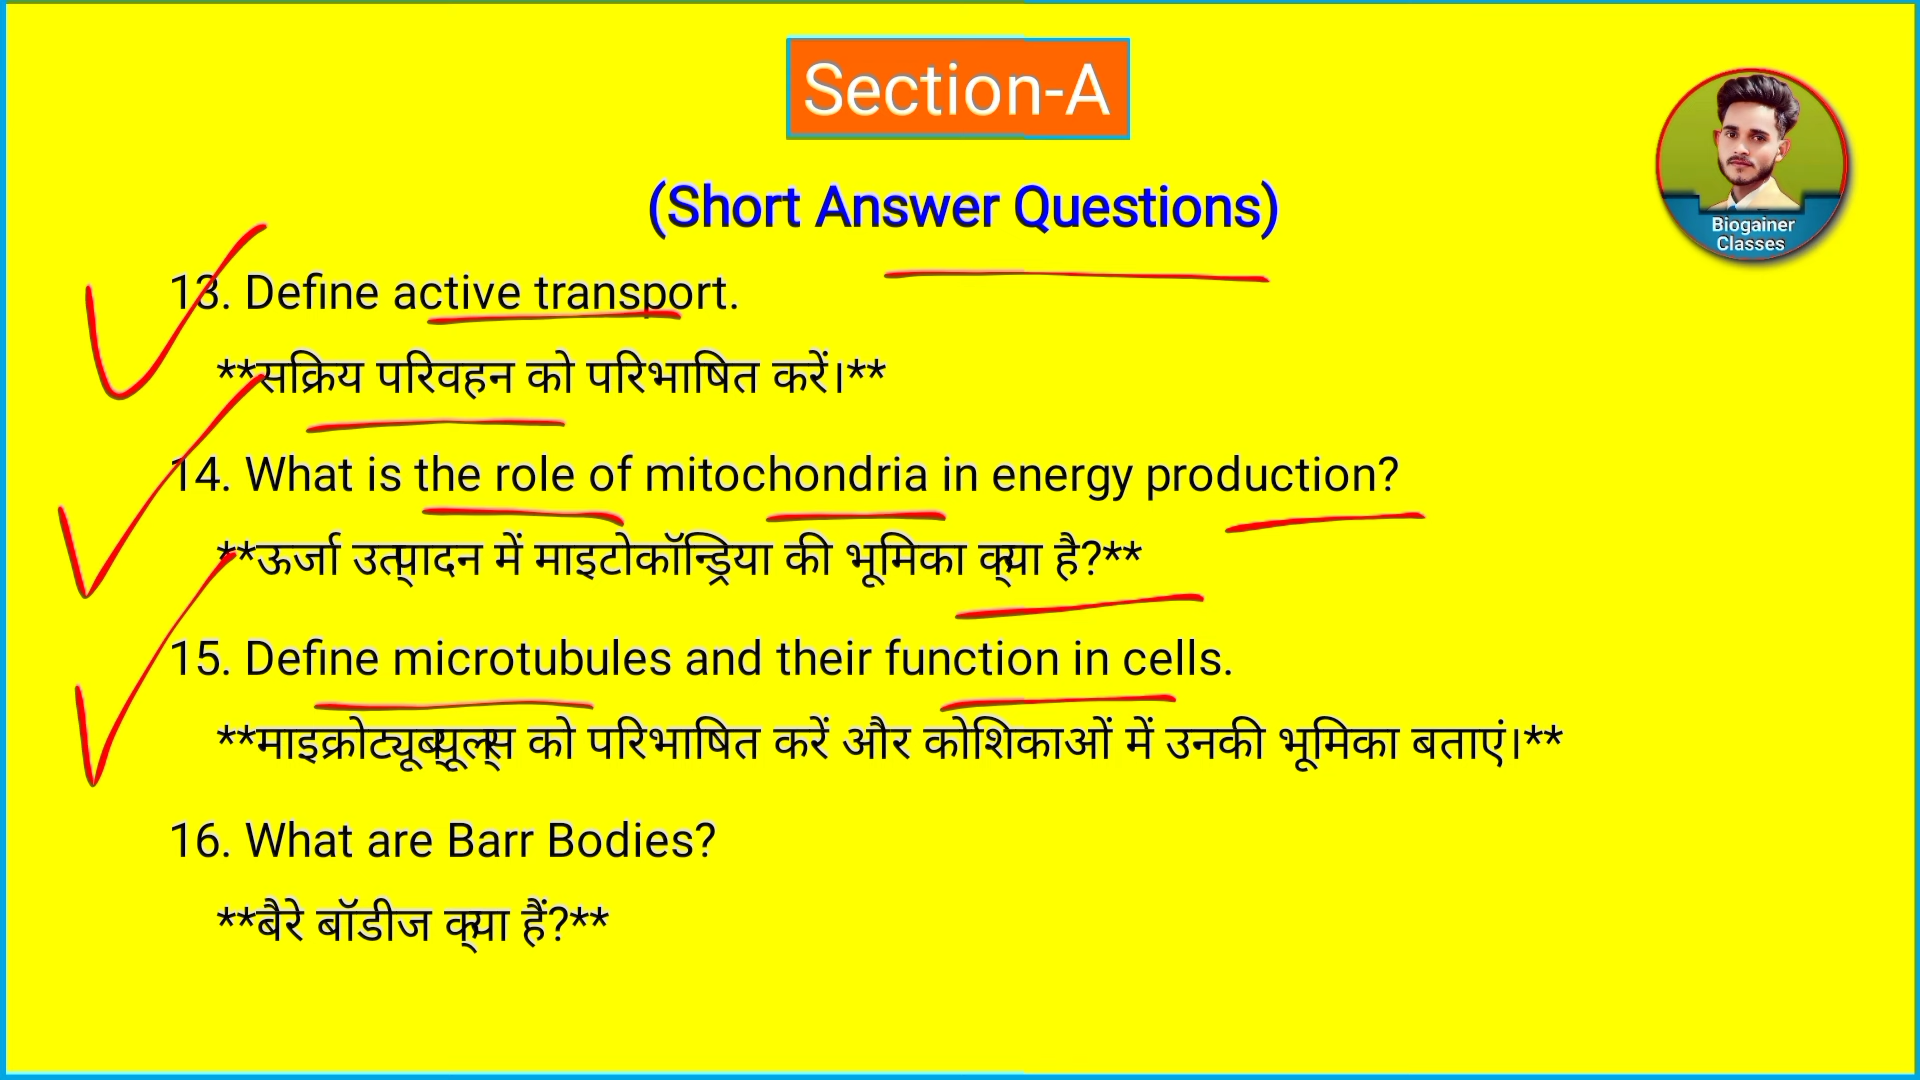 Section-A
(Short Answer Questions)
Biogainer
Classes
13. Define active transport.
**सक्रिय परिवहन को परिभाषित करें।**
14. What is the role of mitochondria in energy production?
**ऊर्जा उत्पादन में माइटोकॉन्ड्रिया की भूमिका क्या है?**
15. Define microtubules and their function in cells.
**माइक्रोट्यूब्यूल्स को परिभाषित करें और कोशिकाओं में उनकी भूमिका बताएं।**
16. What are Barr Bodies?
**बैरे बॉडीज क्या हैं?**